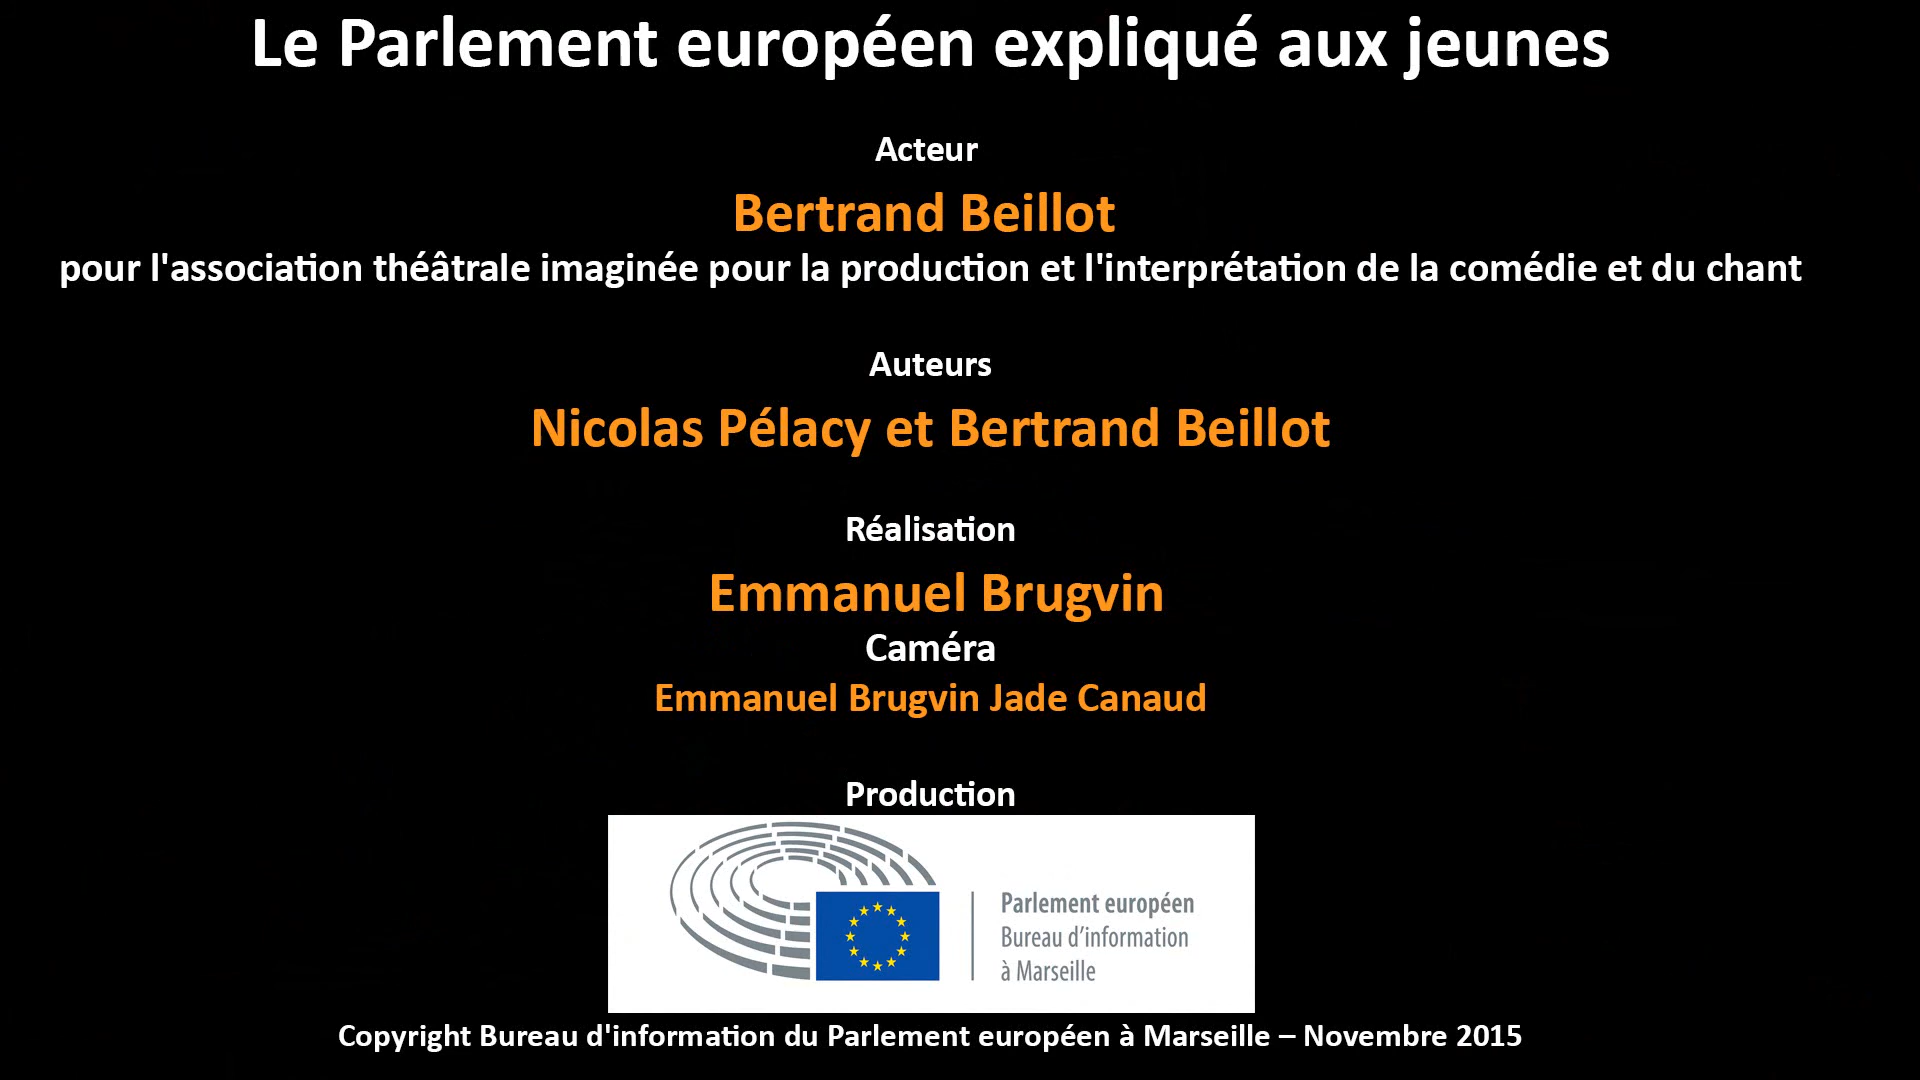 Le Parlement européen expliqué aux jeunes
Acteur
Bertrand Beillot
pour l'association théâtrale imaginée pour la production et l'interprétation de la comédie et du chant
Auteurs
Nicolas Pélacy et Bertrand Beillot
Réalisation
Emmanuel Brugvin
Caméra
Emmanuel Brugvin Jade Canaud
Production
Parlement européen
Bureau d’information
à Marseille
Copyright Bureau d'information du Parlement européen à Marseille – Novembre 2015